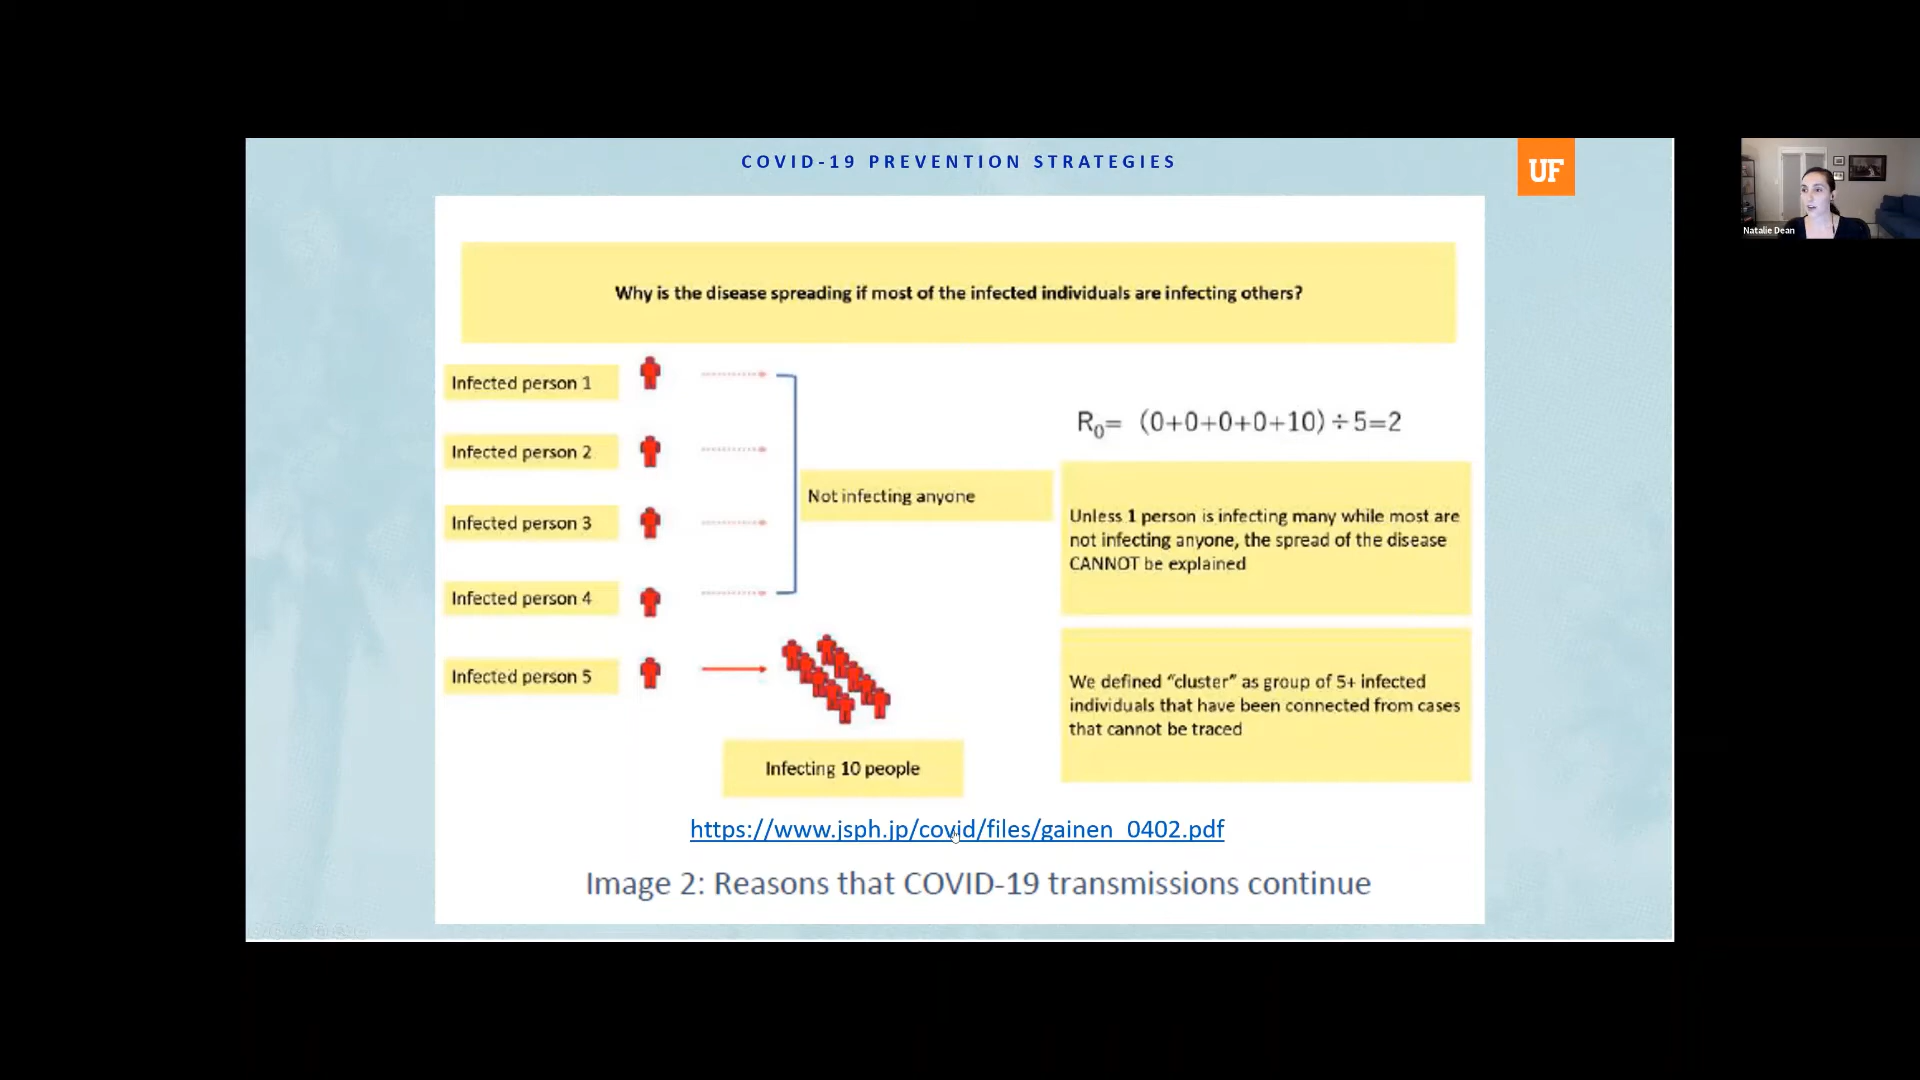 COVID-19 PREVENTION STRATEGIES
UF
Natalie Dean
Why is the disease spreading if most of the infected individuals are infecting others?
Infected person 1
Infected person 2
Infected person 3
Infected person 4
Infected person 5
Not infecting anyone
Infecting 10 people
R₀= (0+0+0+0+10)÷5=2
Unless 1 person is infecting many while most are
not infecting anyone, the spread of the disease
CANNOT be explained
We defined “cluster” as group of 5+ infected
individuals that have been connected from cases
that cannot be traced
https://www.jsph.jp/covid/files/gainen_0402.pdf
Image 2: Reasons that COVID-19 transmissions continue